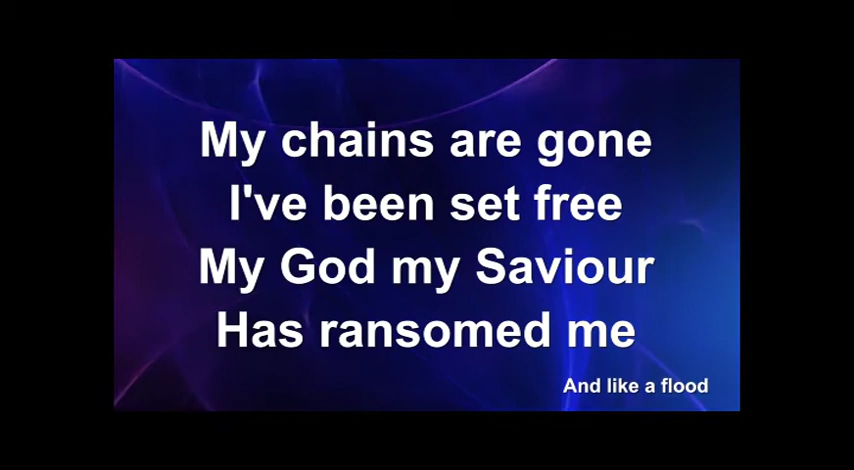 My chains are gone
I've been set free
My God my Saviour
Has ransomed me
And like a flood